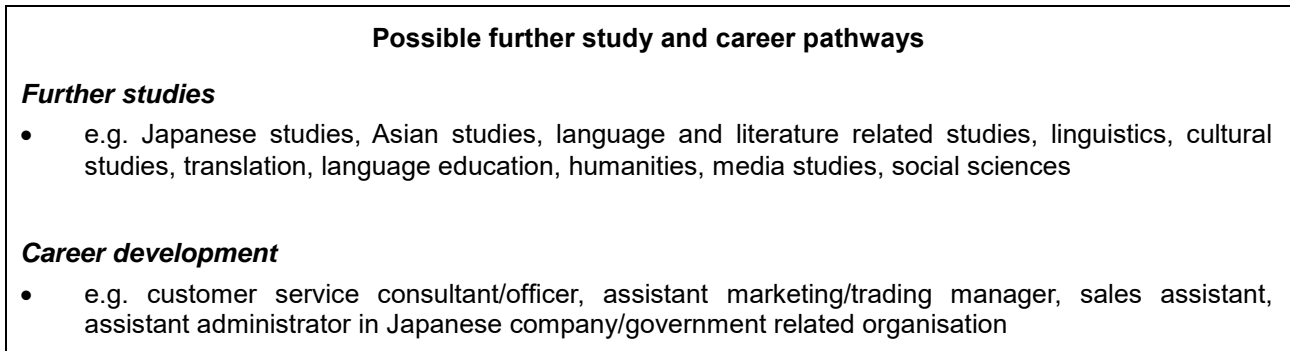 Possible further study and career pathways
Further studies
• e.g. Japanese studies, Asian studies, language and literature related studies, linguistics, cultural
studies, translation, language education, humanities, media studies, social sciences
Career development
• e.g. customer service consultant/officer, assistant marketing/trading manager, sales assistant,
assistant administrator in Japanese company/government related organisation